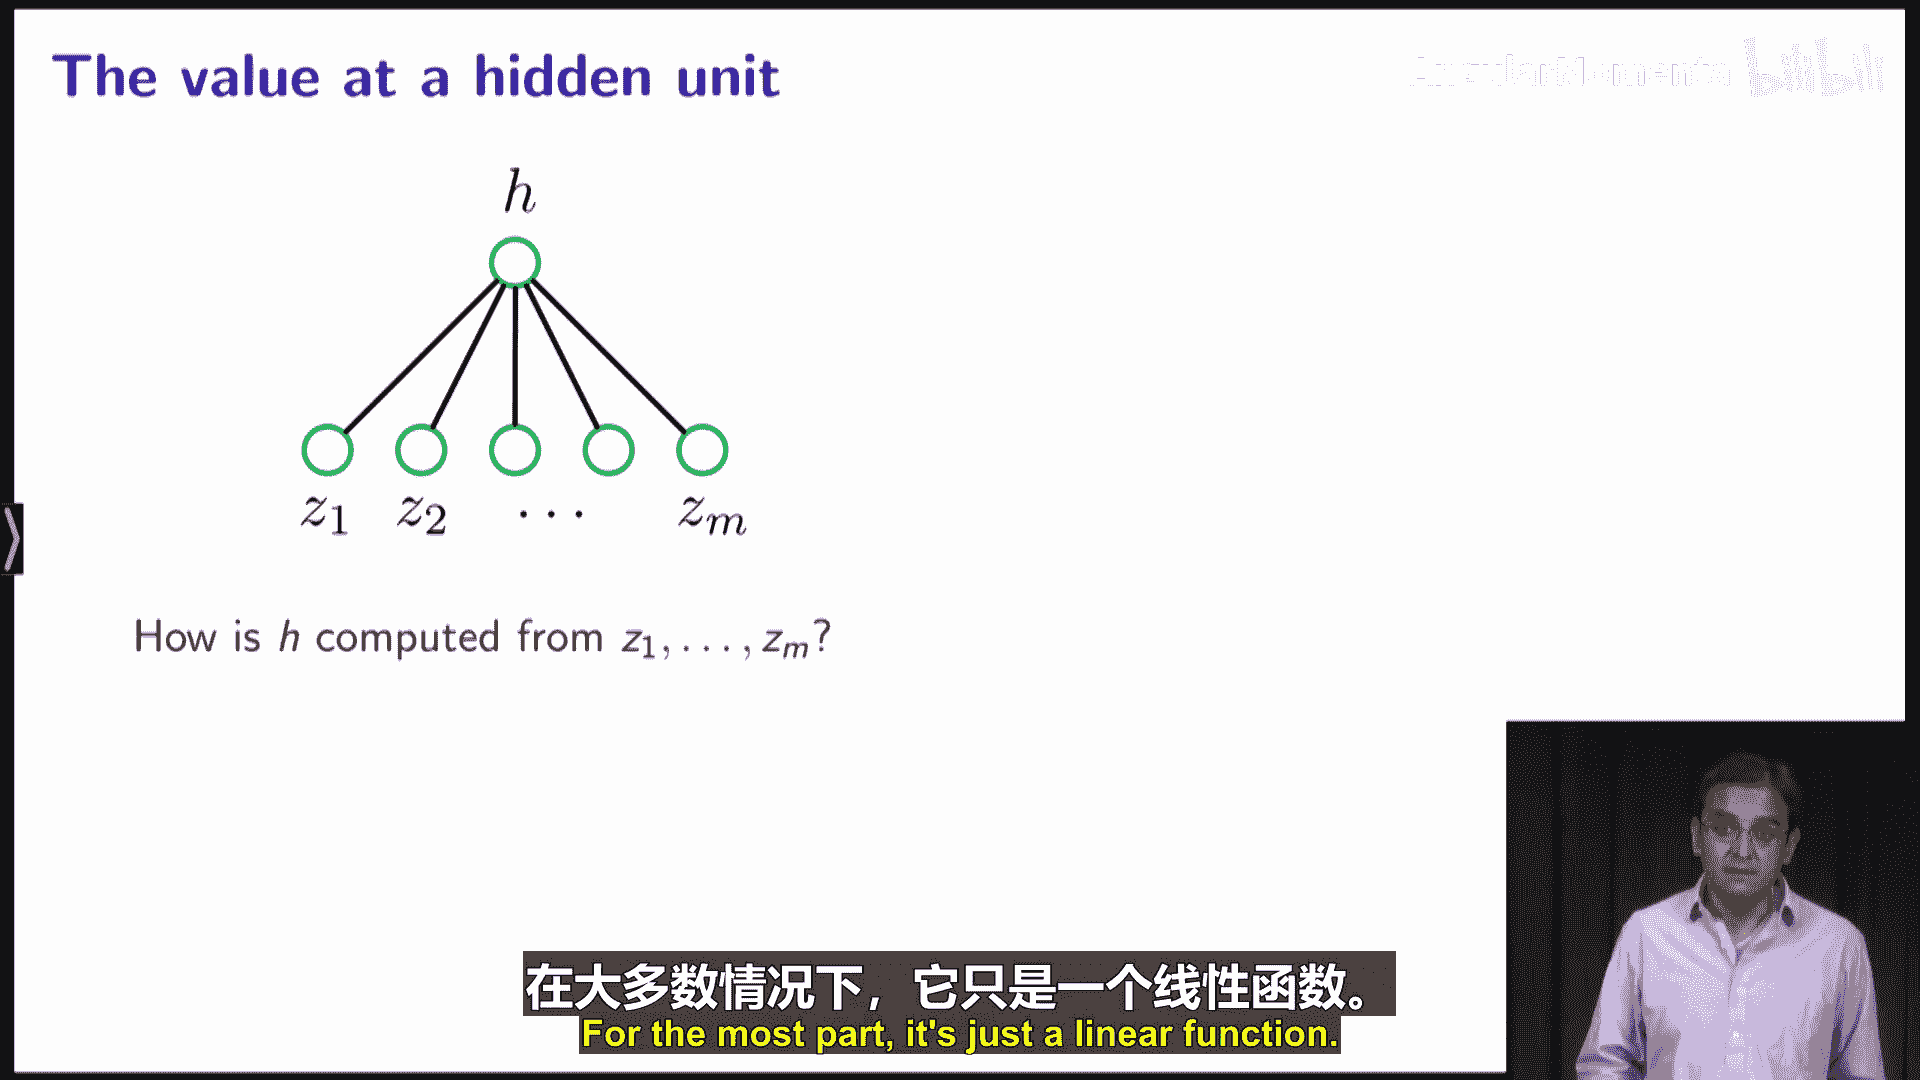 The value at a hidden unit
bilibili
h
z₁ z₂ ⋯ zₘ
How is h computed from z₁, . . . , zₘ?
在大多数情况下，它只是一个线性函数。
For the most part, it's just a linear function.